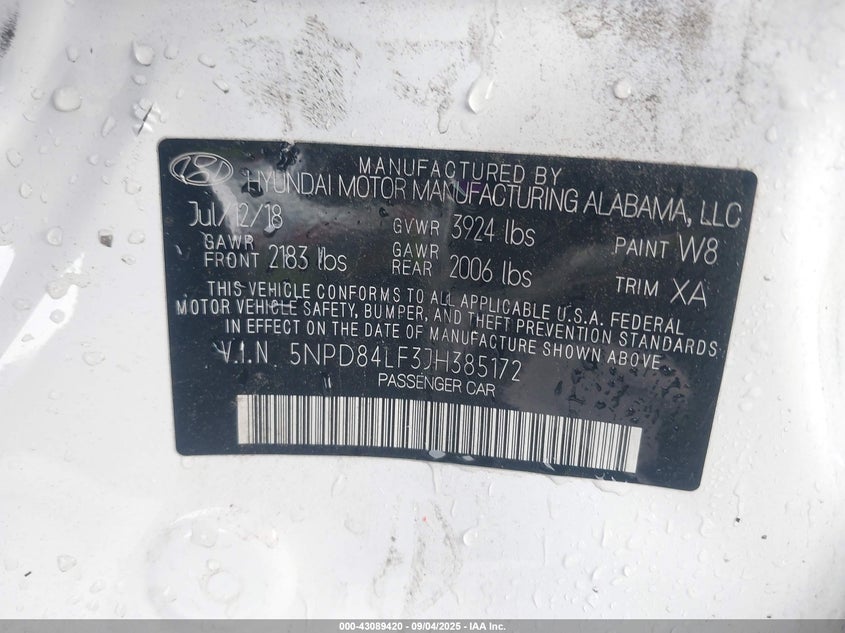 MANUFACTURED BY
HYUNDAI MOTOR MANUFACTURING ALABAMA, LLC
Jul/12/18 GVWR 3924 lbs PAINT W8
GAWR FRONT 2183 lbs GAWR REAR 2006 lbs TRIM XA
THIS VEHICLE CONFORMS TO ALL APPLICABLE U.S.A. FEDERAL
MOTOR VEHICLE SAFETY, BUMPER, AND THEFT PREVENTION STANDARDS
IN EFFECT ON THE DATE OF MANUFACTURE SHOWN ABOVE
V.I.N 5NPD84LF3JH385172
PASSENGER CAR
000-43089420 - 09/04/2025 - IAA Inc.